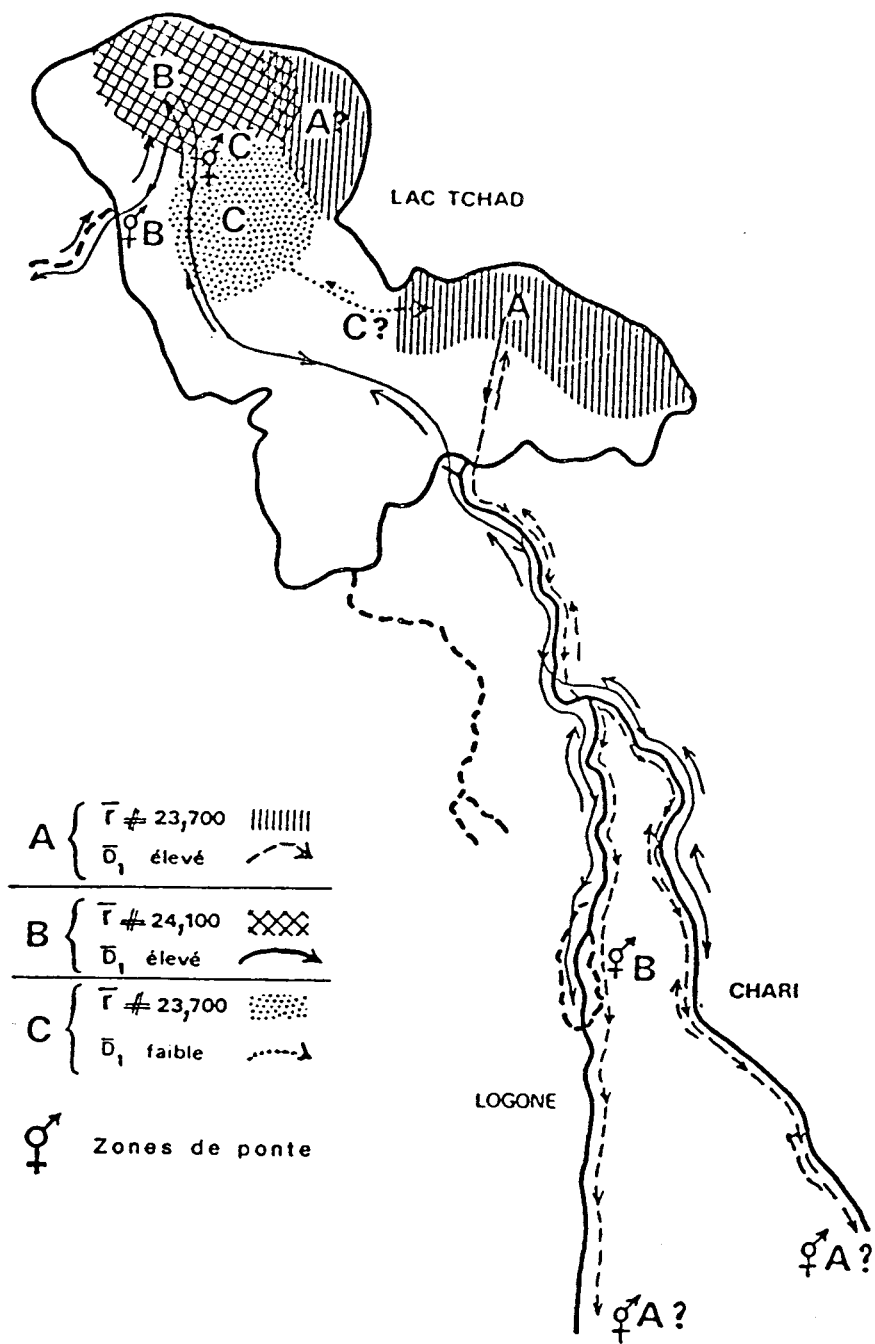 B
A?
C
LAC TCHAD
⚥B
C
A
C?
A { r̅ # 23,700
D̅₁ élevé
B { r̅ # 24,100
D̅₁ élevé
C { r̅ # 23,700
D̅₁ faible
Zones de ponte
⚥B
CHARI
LOGONE
⚥A?
⚥A?